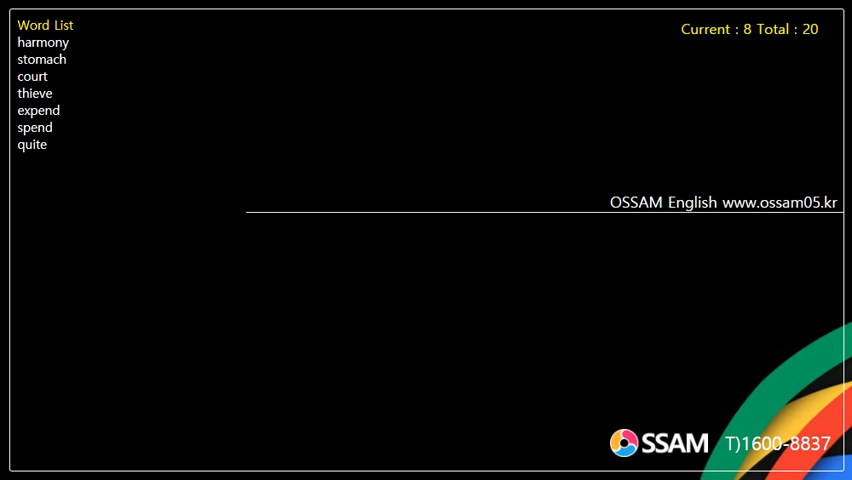 Word List
harmony
stomach
court
thieve
expend
spend
quite
Current : 8 Total : 20
OSSAM English www.ossam05.kr
OSSAM T)1600-8837